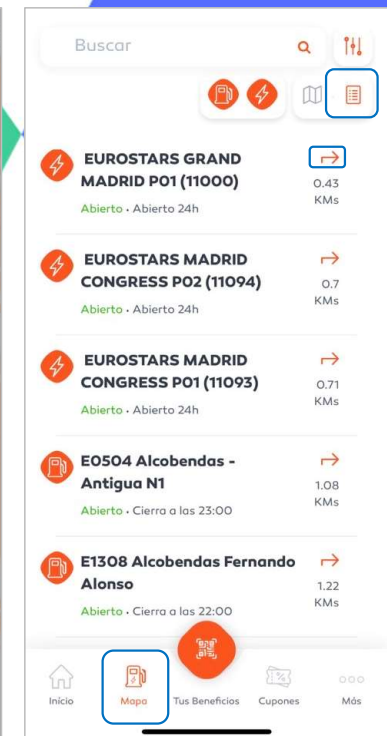 Buscar
EUROSTARS GRAND
MADRID P01 (11000)
0.43
KMs
Abierto · Abierto 24h
EUROSTARS MADRID
CONGRESS P02 (11094)
0.7
KMs
Abierto · Abierto 24h
EUROSTARS MADRID
CONGRESS P01 (11093)
0.71
KMs
Abierto · Abierto 24h
E0504 Alcobendas -
Antigua N1
1.08
KMs
Abierto · Cierra a las 23:00
E1308 Alcobendas Fernando
Alonso
1.22
KMs
Abierto · Cierra a las 22:00
Início Mapa Tus Beneficios Cupones Más